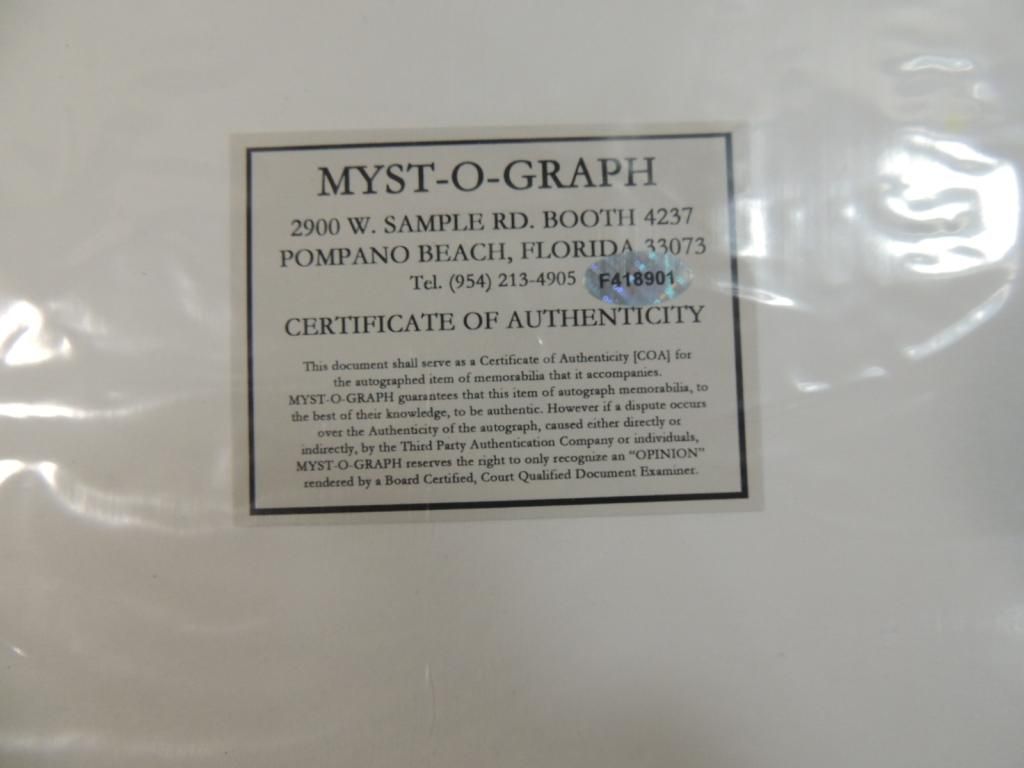 MYST-O-GRAPH
2900 W. SAMPLE RD. BOOTH 4237
POMPANO BEACH, FLORIDA 33073
Tel. (954) 213-4905 F418901
CERTIFICATE OF AUTHENTICITY
This document shall serve as a Certificate of Authenticity [COA] for
the autographed item of memorabilia that it accompanies.
MYST-O-GRAPH guarantees that this item of autograph memorabilia, to
the best of their knowledge, to be authentic. However if a dispute occurs
over the Authenticity of the autograph, caused either directly or
indirectly, by the Third Party Authentication Company or individuals,
MYST-O-GRAPH reserves the right to only recognize an "OPINION"
rendered by a Board Certified, Court Qualified Document Examiner.